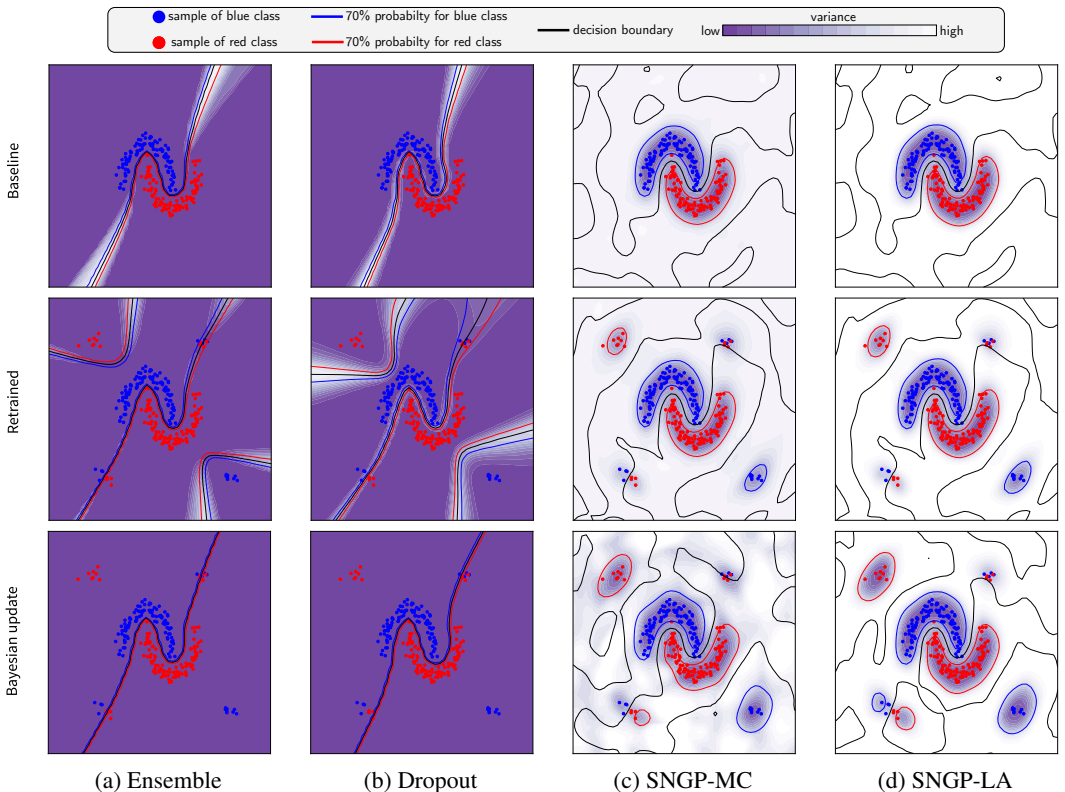 sample of blue class
70% probabilty for blue class
sample of red class
70% probabilty for red class
decision boundary
variance
low
high
Baseline
Retrained
Bayesian update
(a) Ensemble
(b) Dropout
(c) SNGP-MC
(d) SNGP-LA